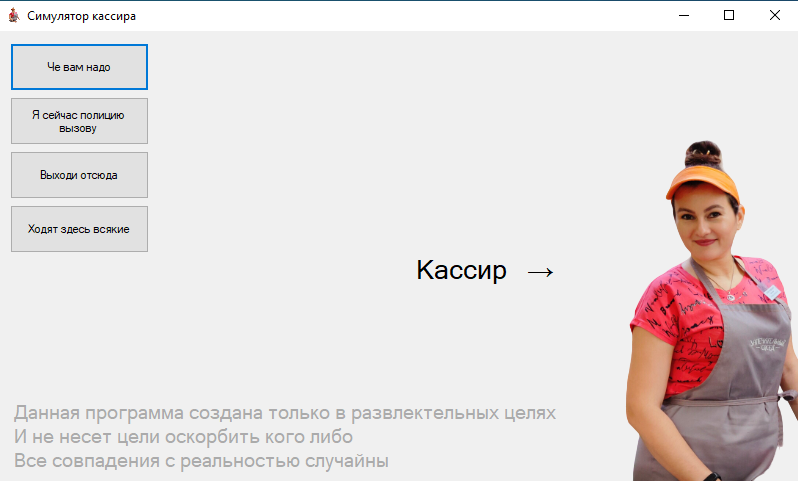 Симулятор кассира
Че вам надо
Я сейчас полицию
вызову
Выходи отсюда
Ходят здесь всякие
Кассир →
Данная программа создана только в развлектельных целях
И не несет цели оскорбить кого либо
Все совпадения с реальностью случайны